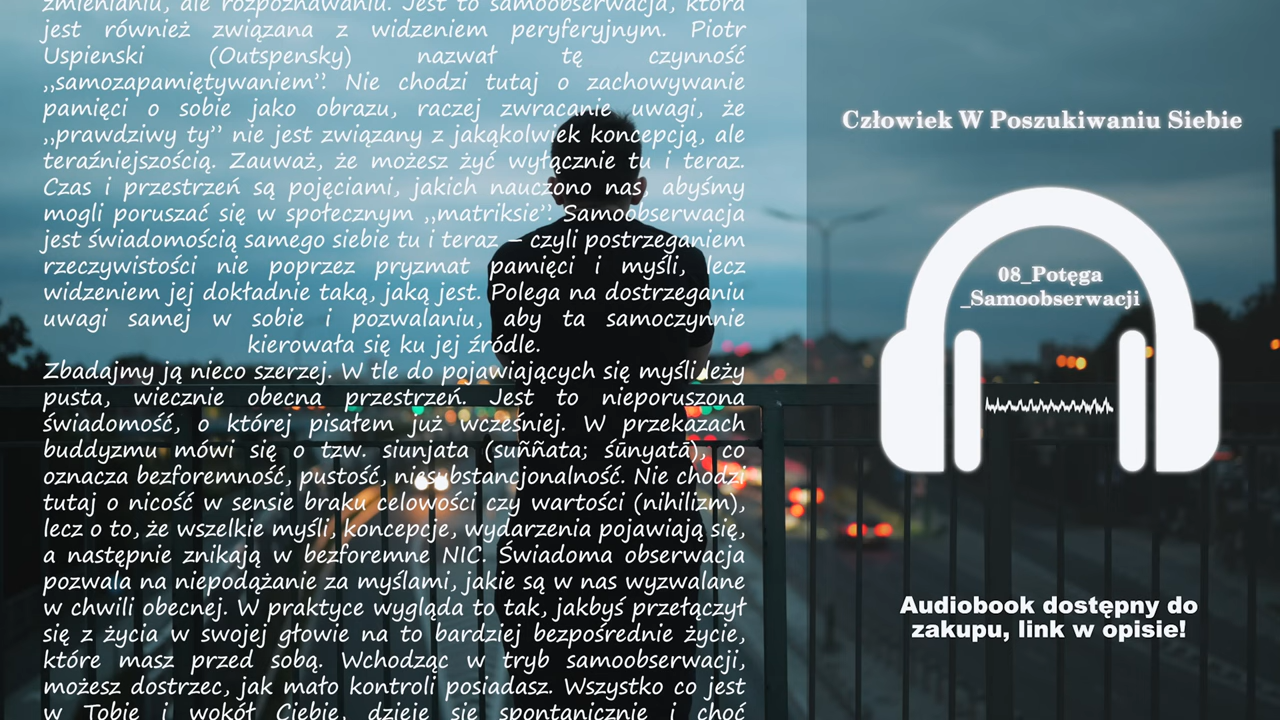 zmienianiu, ale rozpoznawaniu. Jest to samoobserwacja, która
jest również związana z widzeniem peryferyjnym. Piotr
Uspienski (Outspensky) nazwał tę czynność
„samozapamiętywaniem”. Nie chodzi tutaj o zachowywanie
pamięci o sobie jako obrazu, raczej zwracanie uwagi, że
„prawdziwy ty” nie jest związany z jakąkolwiek koncepcją, ale
teraźniejszością. Zauważ, że możesz żyć wyłącznie tu i teraz.
Czas i przestrzeń są pojęciami, jakich nauczono nas, abyśmy
mogli poruszać się w społecznym „matriksie”. Samoobserwacja
jest świadomością samego siebie tu i teraz – czyli postrzeganiem
rzeczywistości nie poprzez pryzmat pamięci i myśli, lecz
widzeniem jej dokładnie taką, jaką jest. Polega na dostrzeganiu
uwagi samej w sobie i pozwalaniu, aby ta samoczynnie
kierowała się ku jej źródle.
Zbadajmy ją nieco szerzej. W tle do pojawiających się myśli leży
pusta, wiecznie obecna przestrzeń. Jest to nieporuszona
świadomość, o której pisałem już wcześniej. W przekazach
buddyzmu mówi się o tzw. siunjata (suññata; śūnyatā), co
oznacza bezforemność, pustość, niesubstancjonalność. Nie chodzi
tutaj o nicość w sensie braku celowości czy wartości (nihilizm),
lecz o to, że wszelkie myśli, koncepcje, wydarzenia pojawiają się,
a następnie znikają w bezforemne NIC. Świadoma obserwacja
pozwala na niepodążanie za myślami, jakie są w nas wyzwalane
w chwili obecnej. W praktyce wygląda to tak, jakbyś przełączył
się z życia w swojej głowie na to bardziej bezpośrednie życie,
które masz przed sobą. Wchodząc w tryb samoobserwacji,
możesz dostrzec, jak mało kontroli posiadasz. Wszystko co jest
w Tobie i wokół Ciebie, dzieje się spontanicznie i choć
Człowiek W Poszukiwaniu Siebie
08_Potęga
_Samoobserwacji
Audiobook dostępny do
zakupu, link w opisie!